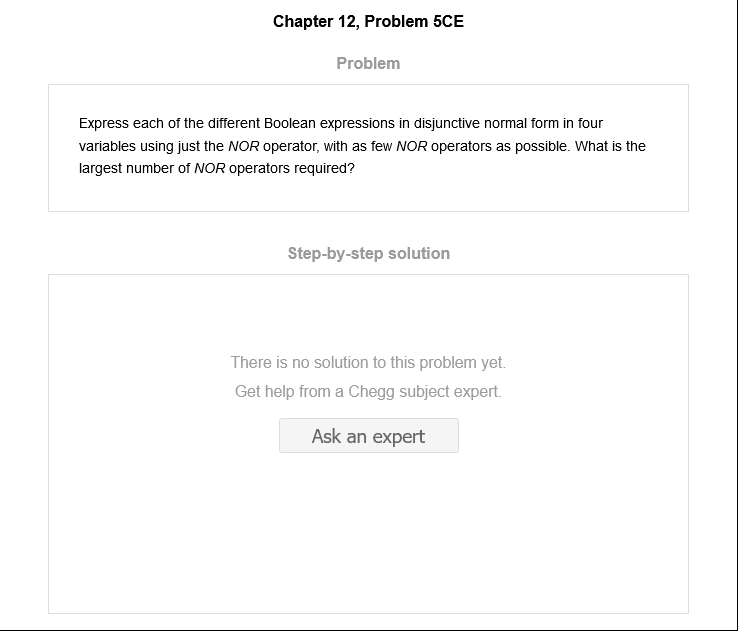 Chapter 12, Problem 5CE
Problem
Express each of the different Boolean expressions in disjunctive normal form in four
variables using just the NOR operator, with as few NOR operators as possible. What is the
largest number of NOR operators required?
Step-by-step solution
There is no solution to this problem yet.
Get help from a Chegg subject expert.
Ask an expert